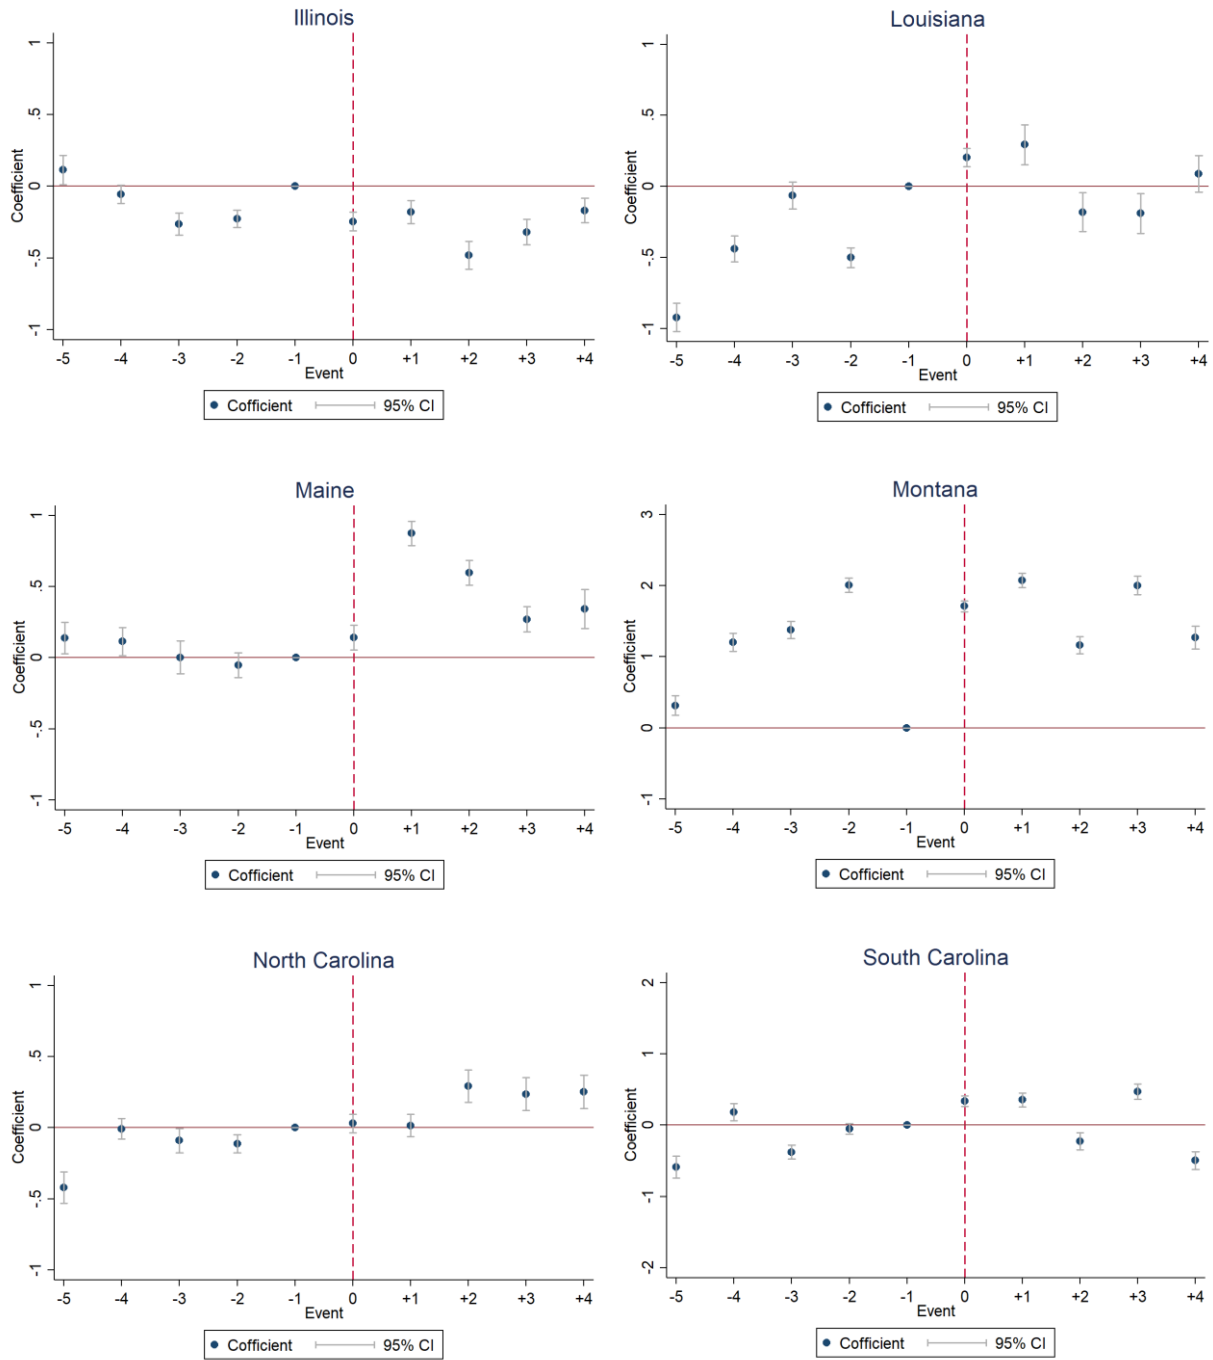 Illinois
1
.5
0
-.5
-1
Coefficient
-5 -4 -3 -2 -1 0 +1 +2 +3 +4
Event
Cofficient 95% CI
Louisiana
1
.5
0
-.5
-1
Coefficient
-5 -4 -3 -2 -1 0 +1 +2 +3 +4
Event
Cofficient 95% CI
Maine
1
.5
0
-.5
-1
Coefficient
-5 -4 -3 -2 -1 0 +1 +2 +3 +4
Event
Cofficient 95% CI
Montana
3
2
1
0
-1
Coefficient
-5 -4 -3 -2 -1 0 +1 +2 +3 +4
Event
Cofficient 95% CI
North Carolina
1
.5
0
-.5
-1
Coefficient
-5 -4 -3 -2 -1 0 +1 +2 +3 +4
Event
Cofficient 95% CI
South Carolina
2
1
0
-1
-2
Coefficient
-5 -4 -3 -2 -1 0 +1 +2 +3 +4
Event
Cofficient 95% CI